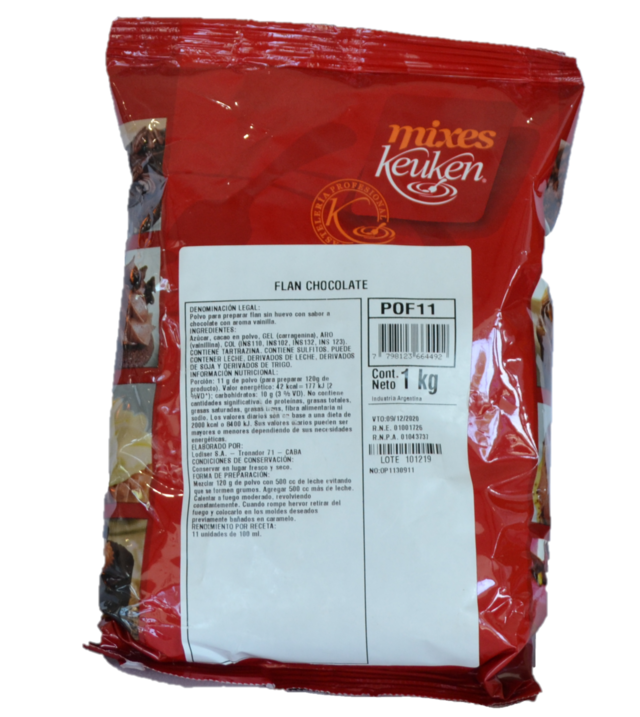 mixes
keuken®
PASTELERÍA PROFESIONAL
K
FLAN CHOCOLATE
DENOMINACIÓN LEGAL:
Polvo para preparar flan sin huevo con sabor a
chocolate con aroma vainilla.
INGREDIENTES:
Azúcar, cacao en polvo, GEL (carragenina), ARO
(vainillina), COL (INS110, INS102, INS132, INS 123).
CONTIENE TARTRAZINA. CONTIENE SULFITOS. PUEDE
CONTENER LECHE, DERIVADOS DE LECHE, DERIVADOS
DE SOJA Y DERIVADOS DE TRIGO.
INFORMACIÓN NUTRICIONAL:
Porción: 11 g de polvo (para preparar 120g de
producto). Valor energético: 42 kcal = 177 kJ (2
%VD*); carbohidratos: 10 g (3 % VD). No contiene
cantidades significativas de proteínas, grasas totales,
grasas saturadas, grasas trans, fibra alimentaria ni
sodio. Los valores diarios son en base a una dieta de
2000 kcal o 8400 kJ. Sus valores diarios pueden ser
mayores o menores dependiendo de sus necesidades
energéticas.
ELABORADO POR:
Lodiser S.A. - Trenador 71 - CABA
CONDICIONES DE CONSERVACIÓN:
Conservar en lugar fresco y seco.
FORMA DE PREPARACIÓN:
Mezclar 120 g de polvo con 500 cc de leche evitando
que se formen grumos. Agregar 500 cc más de leche.
Calentar a fuego moderado, revolviendo
constantemente. Cuando rompe hervor retirar del
fuego y colocarlo en los moldes deseados
previamente bañados en caramelo.
RENDIMIENTO POR RECETA:
11 unidades de 100 ml.
POF11
7 798123 664492
Cont. Neto 1 kg
Industria Argentina
VTO:09/12/2020
R.N.E. 01001726
R.N.P.A. 01043737
LOTE 101219
NO:OP1130911